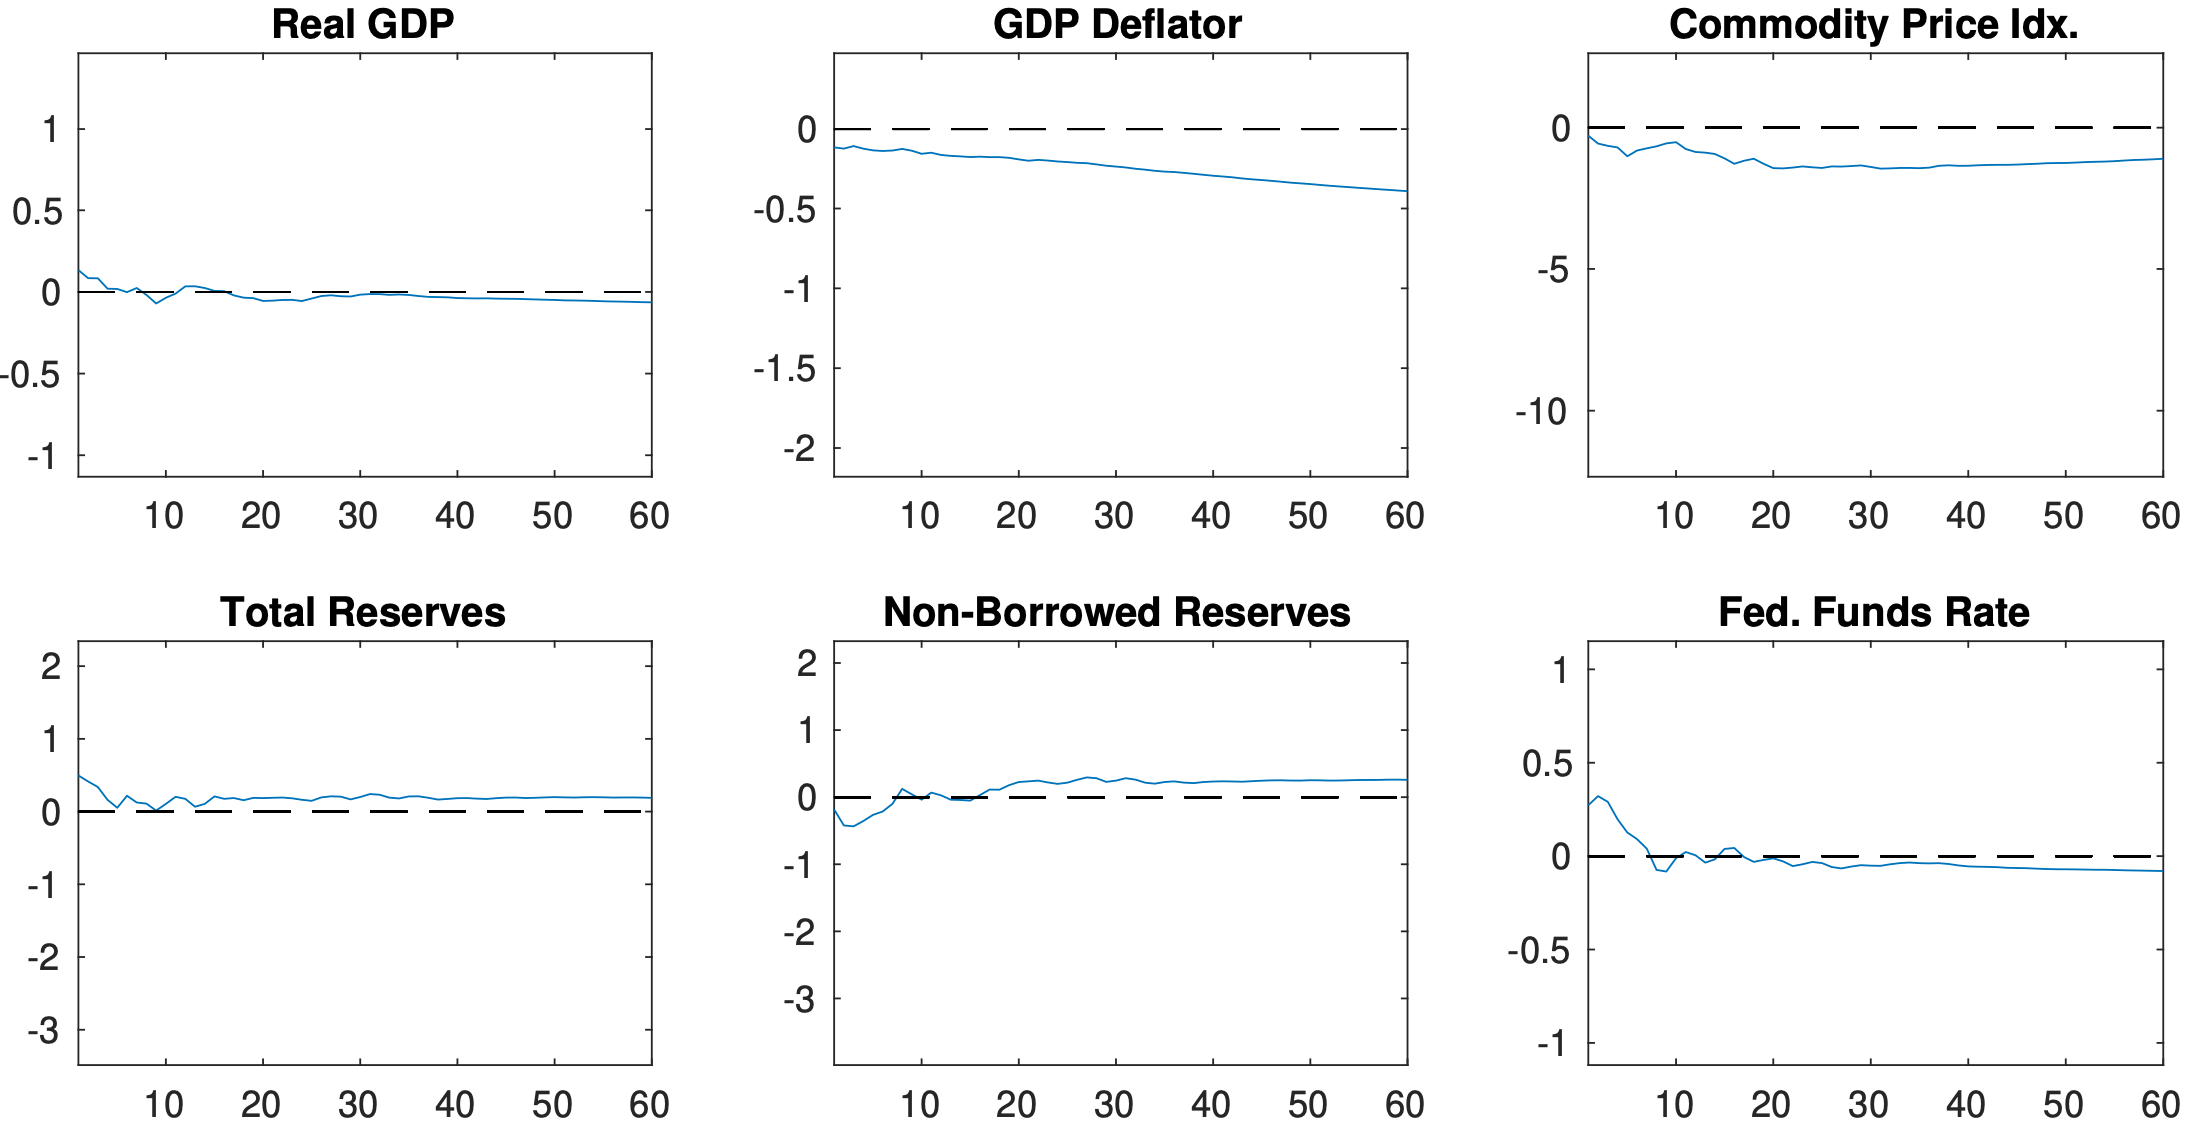 Real GDP
1
0.5
0
-0.5
-1
10 20 30 40 50 60
GDP Deflator
0
-0.5
-1
-1.5
-2
10 20 30 40 50 60
Commodity Price Idx.
0
-5
-10
10 20 30 40 50 60
Total Reserves
2
1
0
-1
-2
-3
10 20 30 40 50 60
Non-Borrowed Reserves
2
1
0
-1
-2
-3
10 20 30 40 50 60
Fed. Funds Rate
1
0.5
0
-0.5
-1
10 20 30 40 50 60